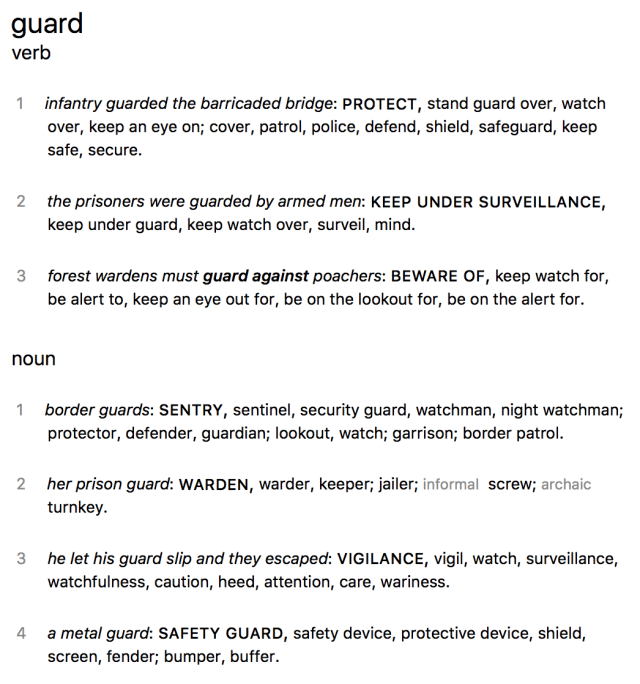 guard
verb
1 infantry guarded the barricaded bridge: PROTECT, stand guard over, watch
over, keep an eye on; cover, patrol, police, defend, shield, safeguard, keep
safe, secure.
2 the prisoners were guarded by armed men: KEEP UNDER SURVEILLANCE,
keep under guard, keep watch over, surveil, mind.
3 forest wardens must guard against poachers: BEWARE OF, keep watch for,
be alert to, keep an eye out for, be on the lookout for, be on the alert for.
noun
1 border guards: SENTRY, sentinel, security guard, watchman, night watchman;
protector, defender, guardian; lookout, watch; garrison; border patrol.
2 her prison guard: WARDEN, warder, keeper; jailer; informal screw; archaic
turnkey.
3 he let his guard slip and they escaped: VIGILANCE, vigil, watch, surveillance,
watchfulness, caution, heed, attention, care, wariness.
4 a metal guard: SAFETY GUARD, safety device, protective device, shield,
screen, fender; bumper, buffer.